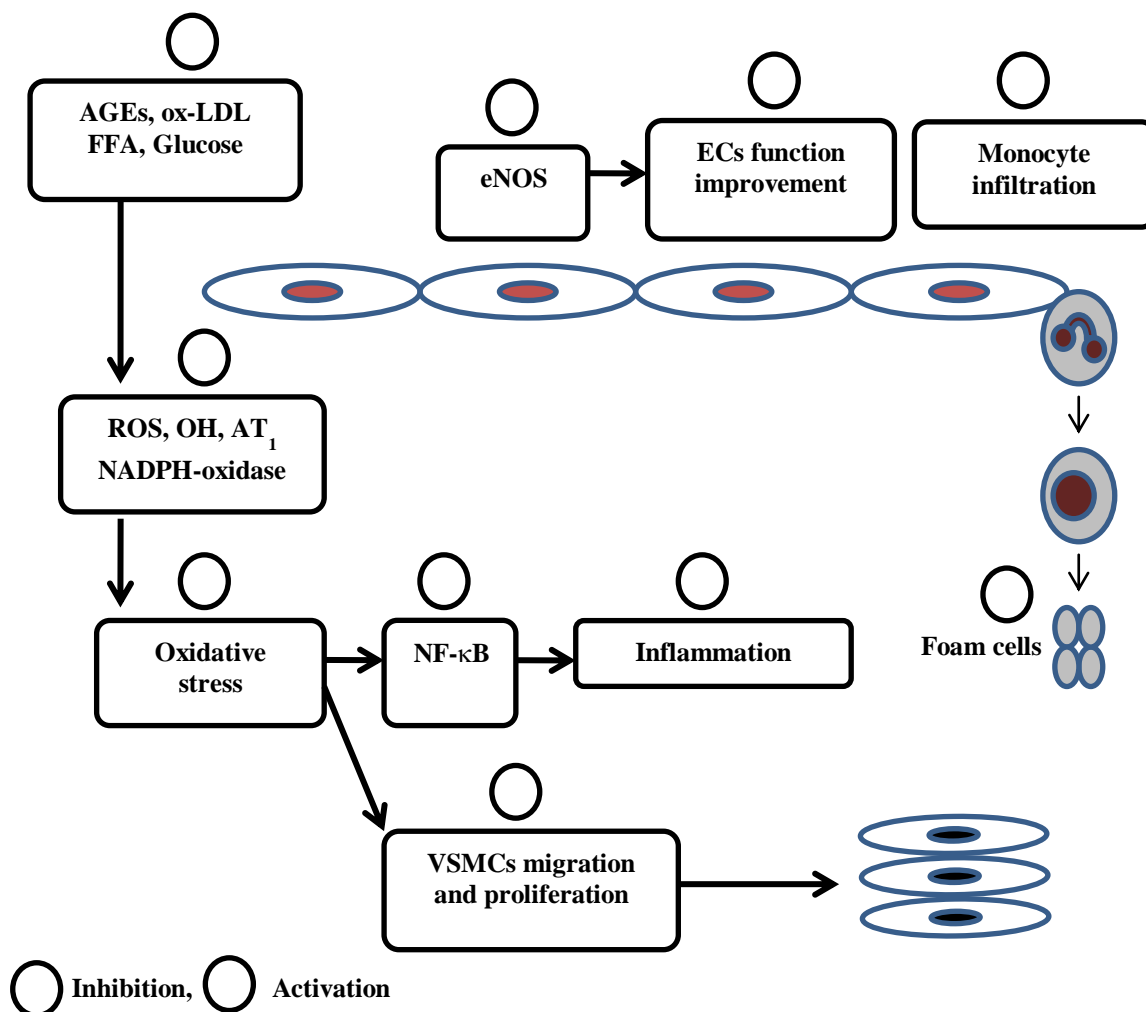 AGEs, ox-LDL
FFA, Glucose
eNOS
ECs function
improvement
Monocyte
infiltration
ROS, OH, AT1
NADPH-oxidase
Oxidative
stress
NF-κB
Inflammation
Foam cells
VSMCs migration
and proliferation
Inhibition, Activation